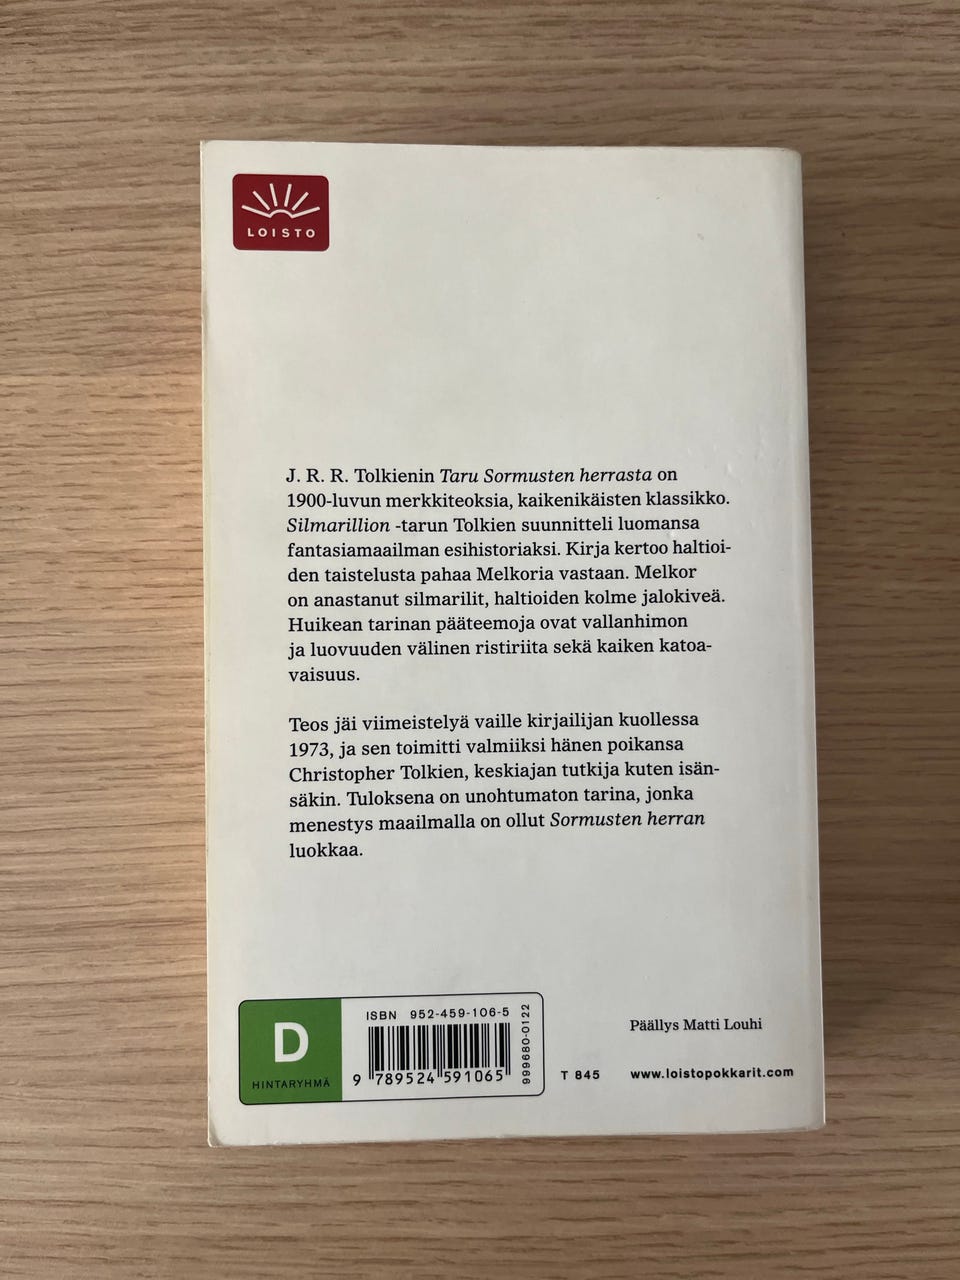 LOISTO
J. R. R. Tolkienin Taru Sormusten herrasta on
1900-luvun merkkiteoksia, kaikenikäisten klassikko.
Silmarillion -tarun Tolkien suunnitteli luomansa
fantasiamaailman esihistoriaksi. Kirja kertoo haltioi-
den taistelusta pahaa Melkoria vastaan. Melkor
on anastanut silmarilit, haltioiden kolme jalokiveä.
Huikean tarinan pääteemoja ovat vallanhimon
ja luovuuden välinen ristiriita sekä kaiken katoa-
vaisuus.
Teos jäi viimeistelyä vaille kirjailijan kuollessa
1973, ja sen toimitti valmiiksi hänen poikansa
Christopher Tolkien, keskiajan tutkija kuten isän-
säkin. Tuloksena on unohtumaton tarina, jonka
menestys maailmalla on ollut Sormusten herran
luokkaa.
D
HINTARYHMÄ
ISBN 952-459-106-5
9 789524 591065
999680-0122
Päällys Matti Louhi
T 845
www.loistopokkarit.com